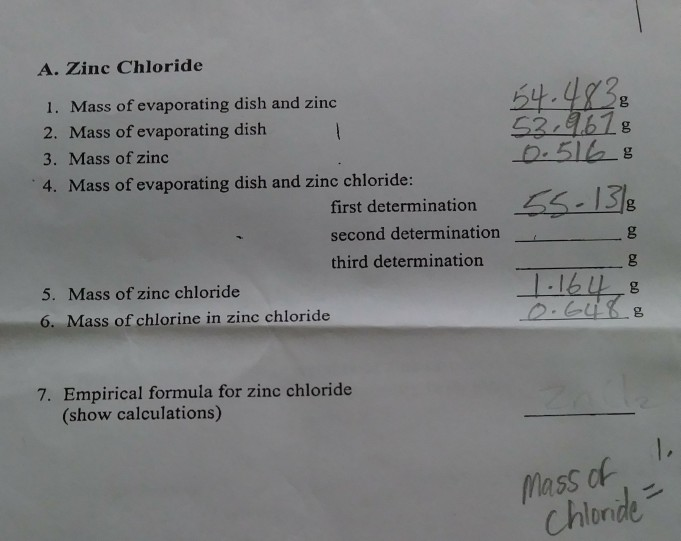 A. Zinc Chloride
1. Mass of evaporating dish and zinc 54.483 g
2. Mass of evaporating dish 53.967 g
3. Mass of zinc 0.516 g
4. Mass of evaporating dish and zinc chloride:
first determination 55.131 g
second determination g
third determination g
5. Mass of zinc chloride 1.164 g
6. Mass of chlorine in zinc chloride 0.648 g
7. Empirical formula for zinc chloride
(show calculations)
Mass of
Chloride = 1.